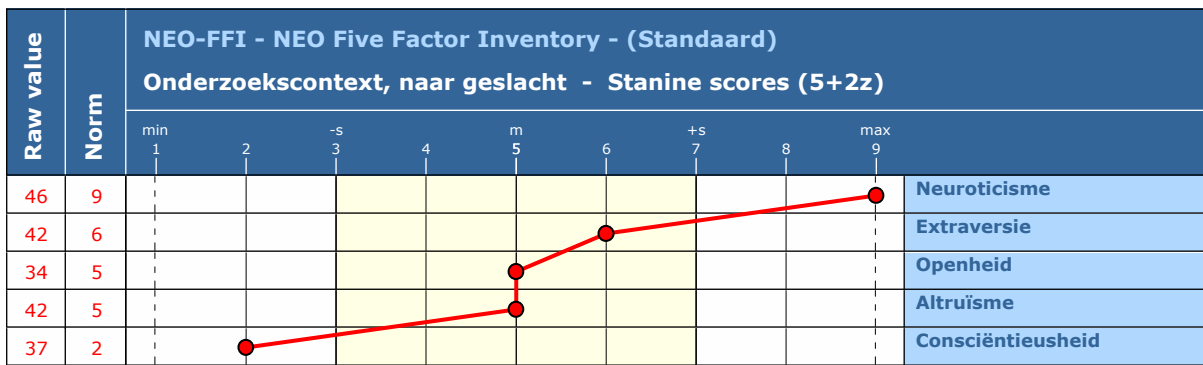 Raw value
Norm
NEO-FFI - NEO Five Factor Inventory - (Standaard)
Onderzoekscontext, naar geslacht - Stanine scores (5+2z)
min -s m +s max
1 2 3 4 5 6 7 8 9
46 9 Neuroticisme
42 6 Extraversie
34 5 Openheid
42 5 Altruïsme
37 2 Consciëntieusheid